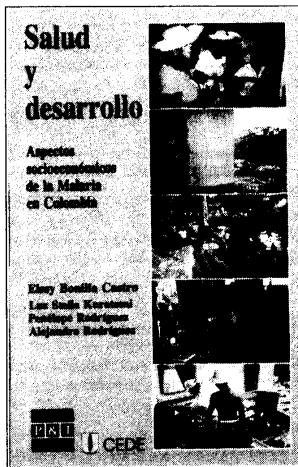 Salud
y
desarrollo
Aspectos
socioeconómicos
de la Malaria
en Colombia
Elssy Bonilla Castro
Luz Stella Kuratomi
Penélope Rodríguez
Alejandro Rodríguez
CEDE